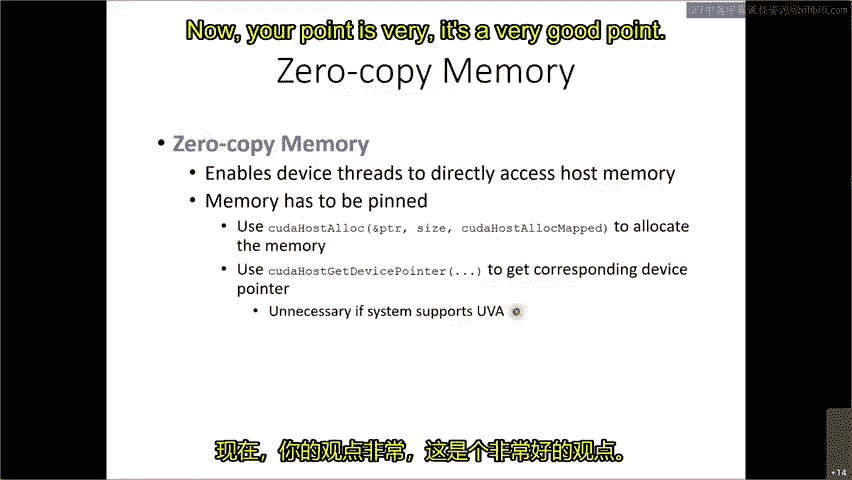 Now, your point is very, it's a very good point.
Zero-copy Memory
• Zero-copy Memory
• Enables device threads to directly access host memory
• Memory has to be pinned
• Use cudaHostAlloc(&ptr, size, cudaHostAllocMapped) to allocate
the memory
• Use cudaHostGetDevicePointer(...) to get corresponding device
pointer
• Unnecessary if system supports UVA
现在，你的观点非常，这是个非常好的观点。
+14